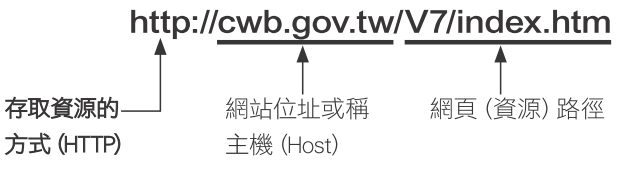 http://cwb.gov.tw/V7/index.htm
存取資源的
方式 (HTTP)
網站位址或稱
主機 (Host)
網頁 (資源) 路徑